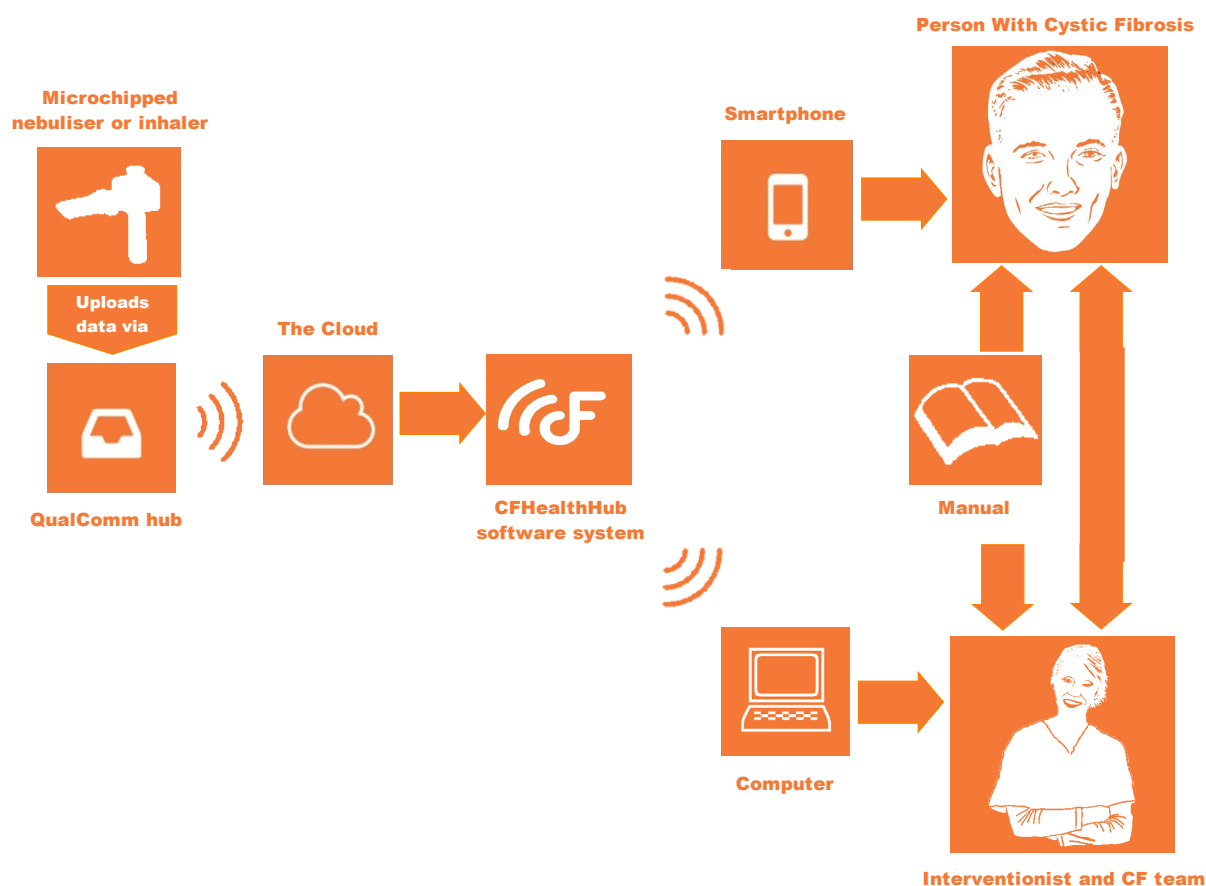 Person With Cystic Fibrosis
Microchipped
nebuliser or inhaler
Smartphone
Uploads
data via
The Cloud
CF
QualComm hub
CFHealthHub
software system
Manual
Computer
Interventionist and CF team